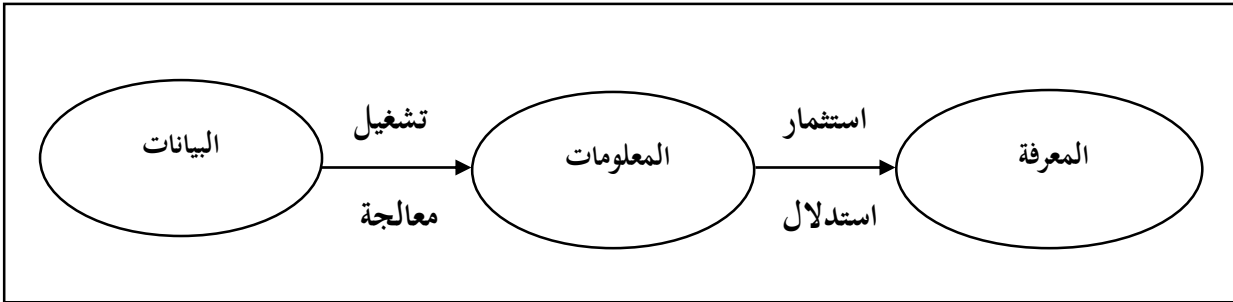 البيانات
تشغيل
معالجة
المعلومات
استثمار
استدلال
المعرفة